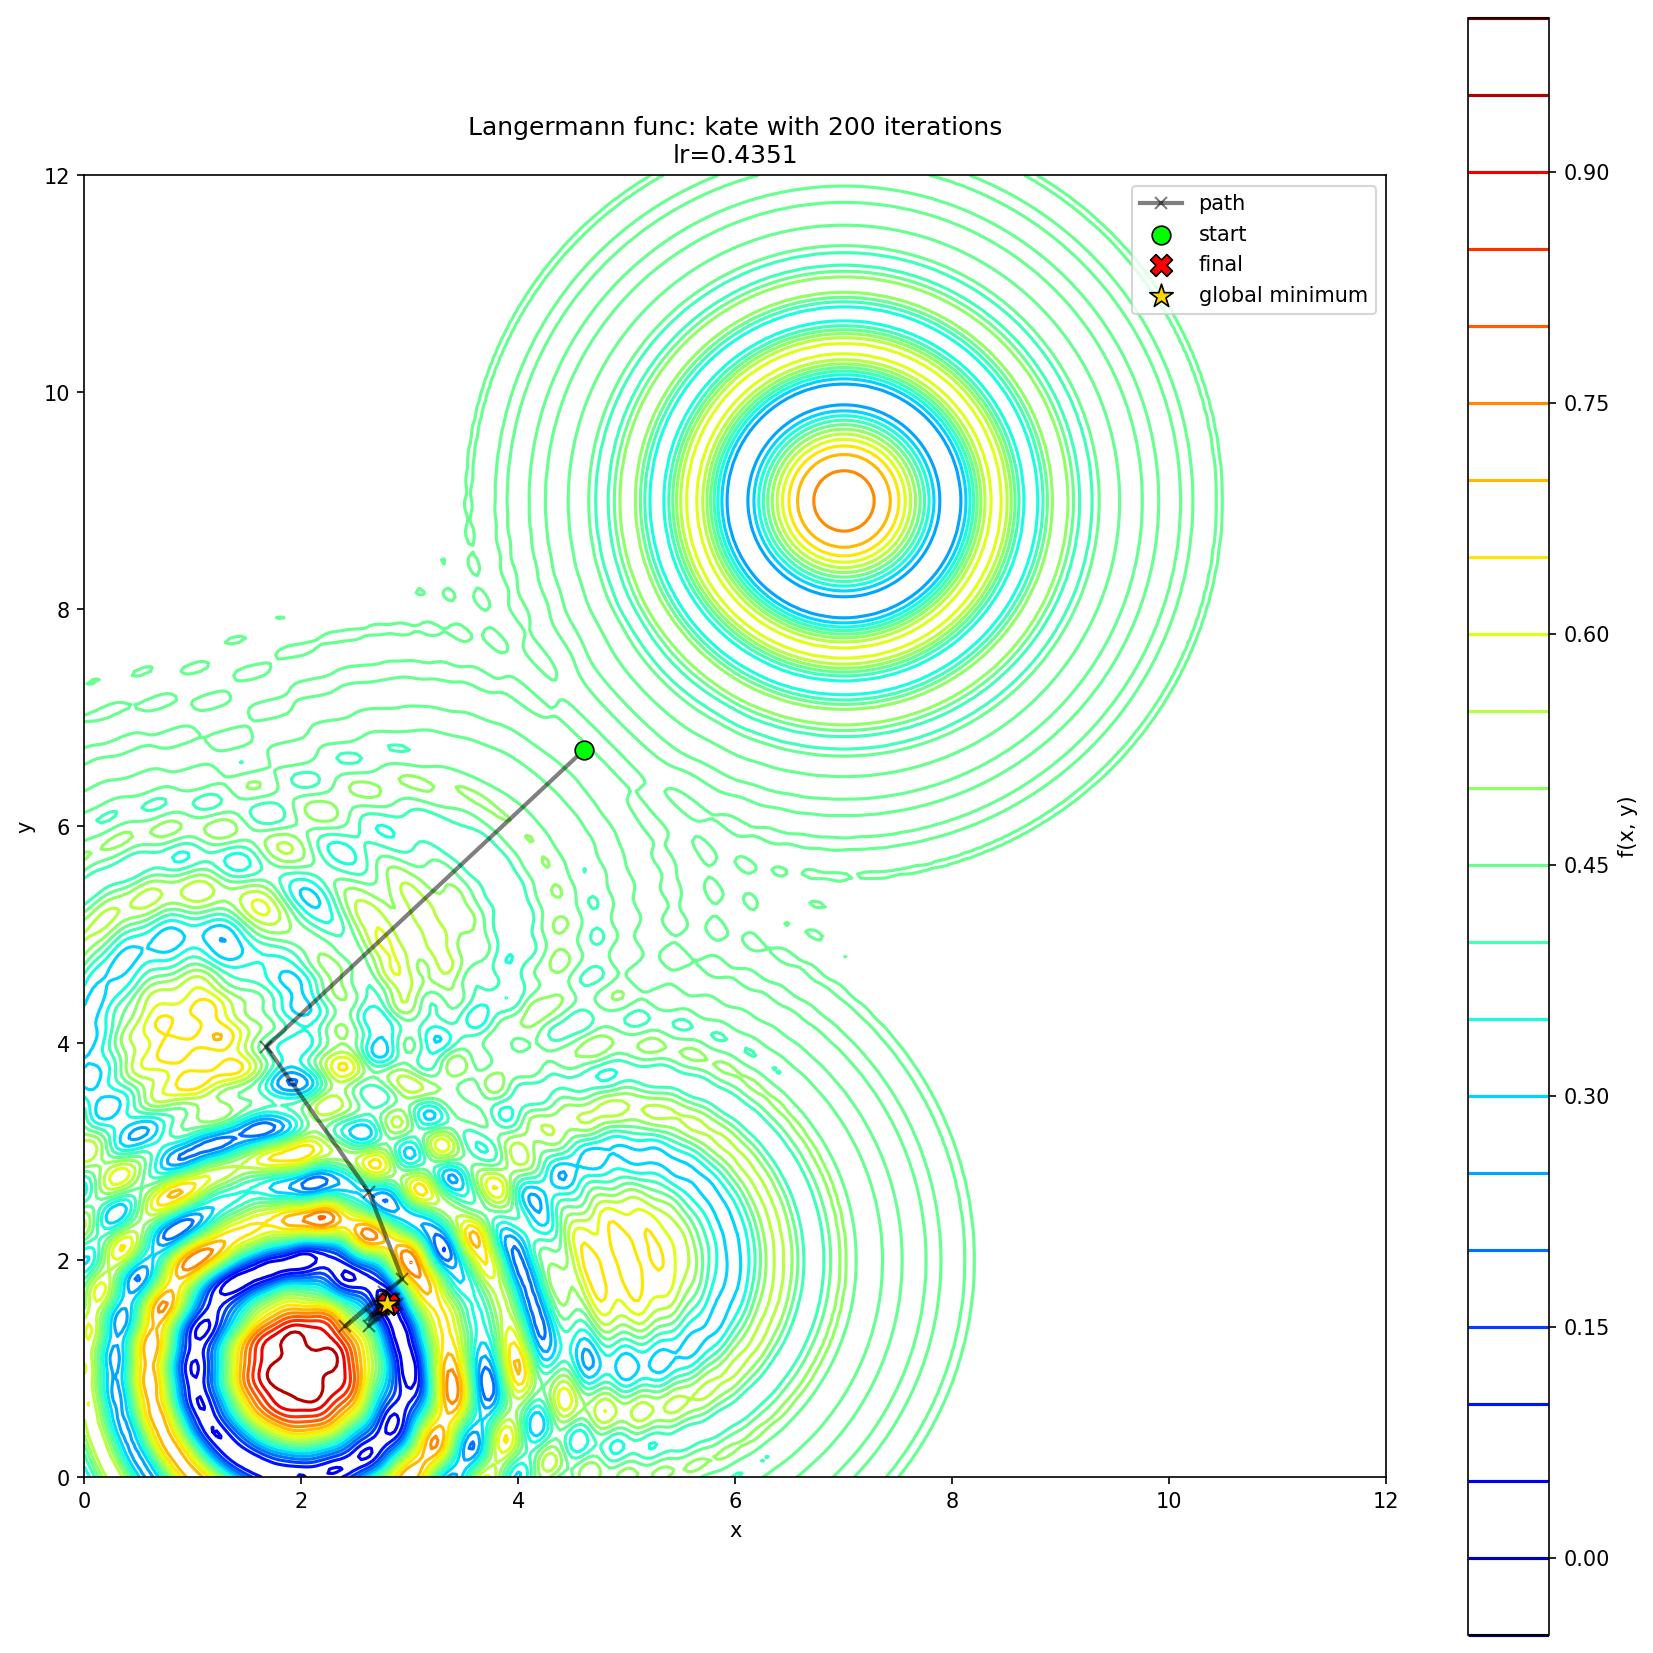 Langermann func: kate with 200 iterations
lr=0.4351
path
start
final
global minimum
12
10
8
6
4
2
0
y
0
2
4
6
8
10
12
x
0.90
0.75
0.60
0.45
0.30
0.15
0.00
f(x, y)